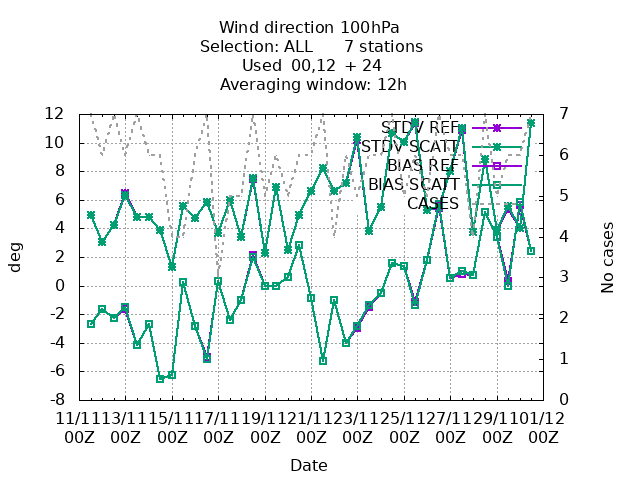 Wind direction 100hPa
Selection: ALL 7 stations
Used 00,12 + 24
Averaging window: 12h
12 7
STDV REF
10 STDV SCATT 6
BIAS REF
8 BIAS SCATT
6 CASES 5
4 4
2
0 3
-2 2
-4
-6 1
-8 0
deg
No cases
11/11 13/11 15/11 17/11 19/11 21/11 23/11 25/11 27/11 29/11 01/12
00Z 00Z 00Z 00Z 00Z 00Z 00Z 00Z 00Z 00Z 00Z
Date